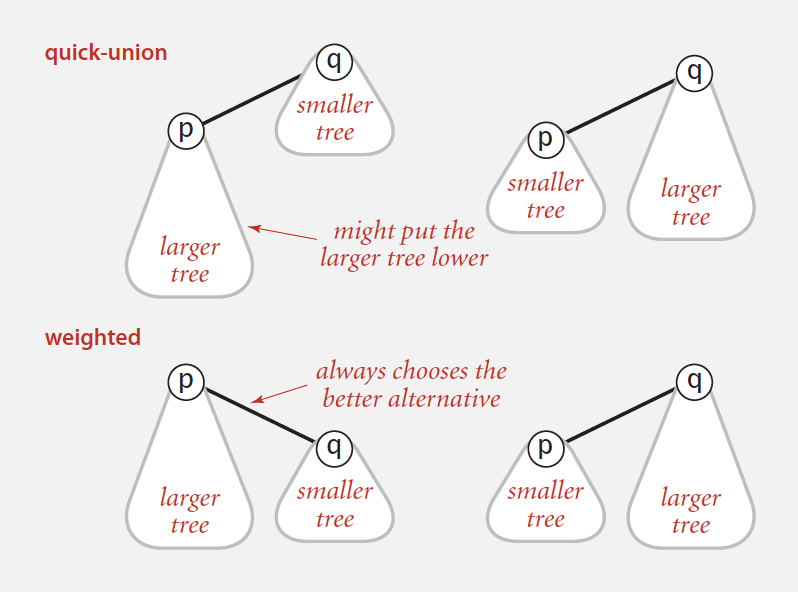 quick-union
q
smaller
tree
p
larger
tree
might put the
larger tree lower
q
p
smaller
tree
larger
tree
weighted
p
larger
tree
always chooses the
better alternative
q
smaller
tree
q
p
smaller
tree
larger
tree